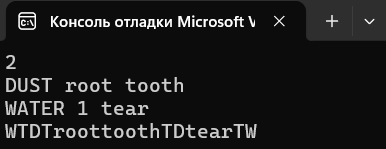 Консоль отладки Microsoft V
2
DUST root tooth
WATER 1 tear
WTDTroottoothTDtearTW